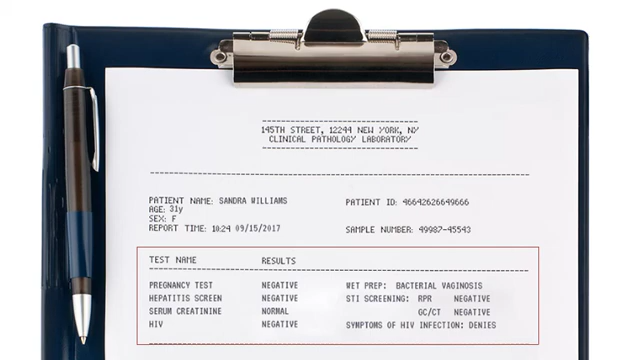 145TH STREET, 12244 NEW YORK, NY
CLINICAL PATHOLOGY LABORATORY
PATIENT NAME: SANDRA WILLIAMS PATIENT ID: 46642626649666
AGE: 31y
SEX: F
REPORT TIME: 10:24 09/15/2017 SAMPLE NUMBER: 49987-45543
TEST NAME RESULTS
PREGNANCY TEST NEGATIVE WET PREP: BACTERIAL VAGINOSIS
HEPATITIS SCREEN NEGATIVE STI SCREENING: RPR NEGATIVE
SERUM CREATININE NORMAL GC/CT NEGATIVE
HIV NEGATIVE SYMPTOMS OF HIV INFECTION: DENIES